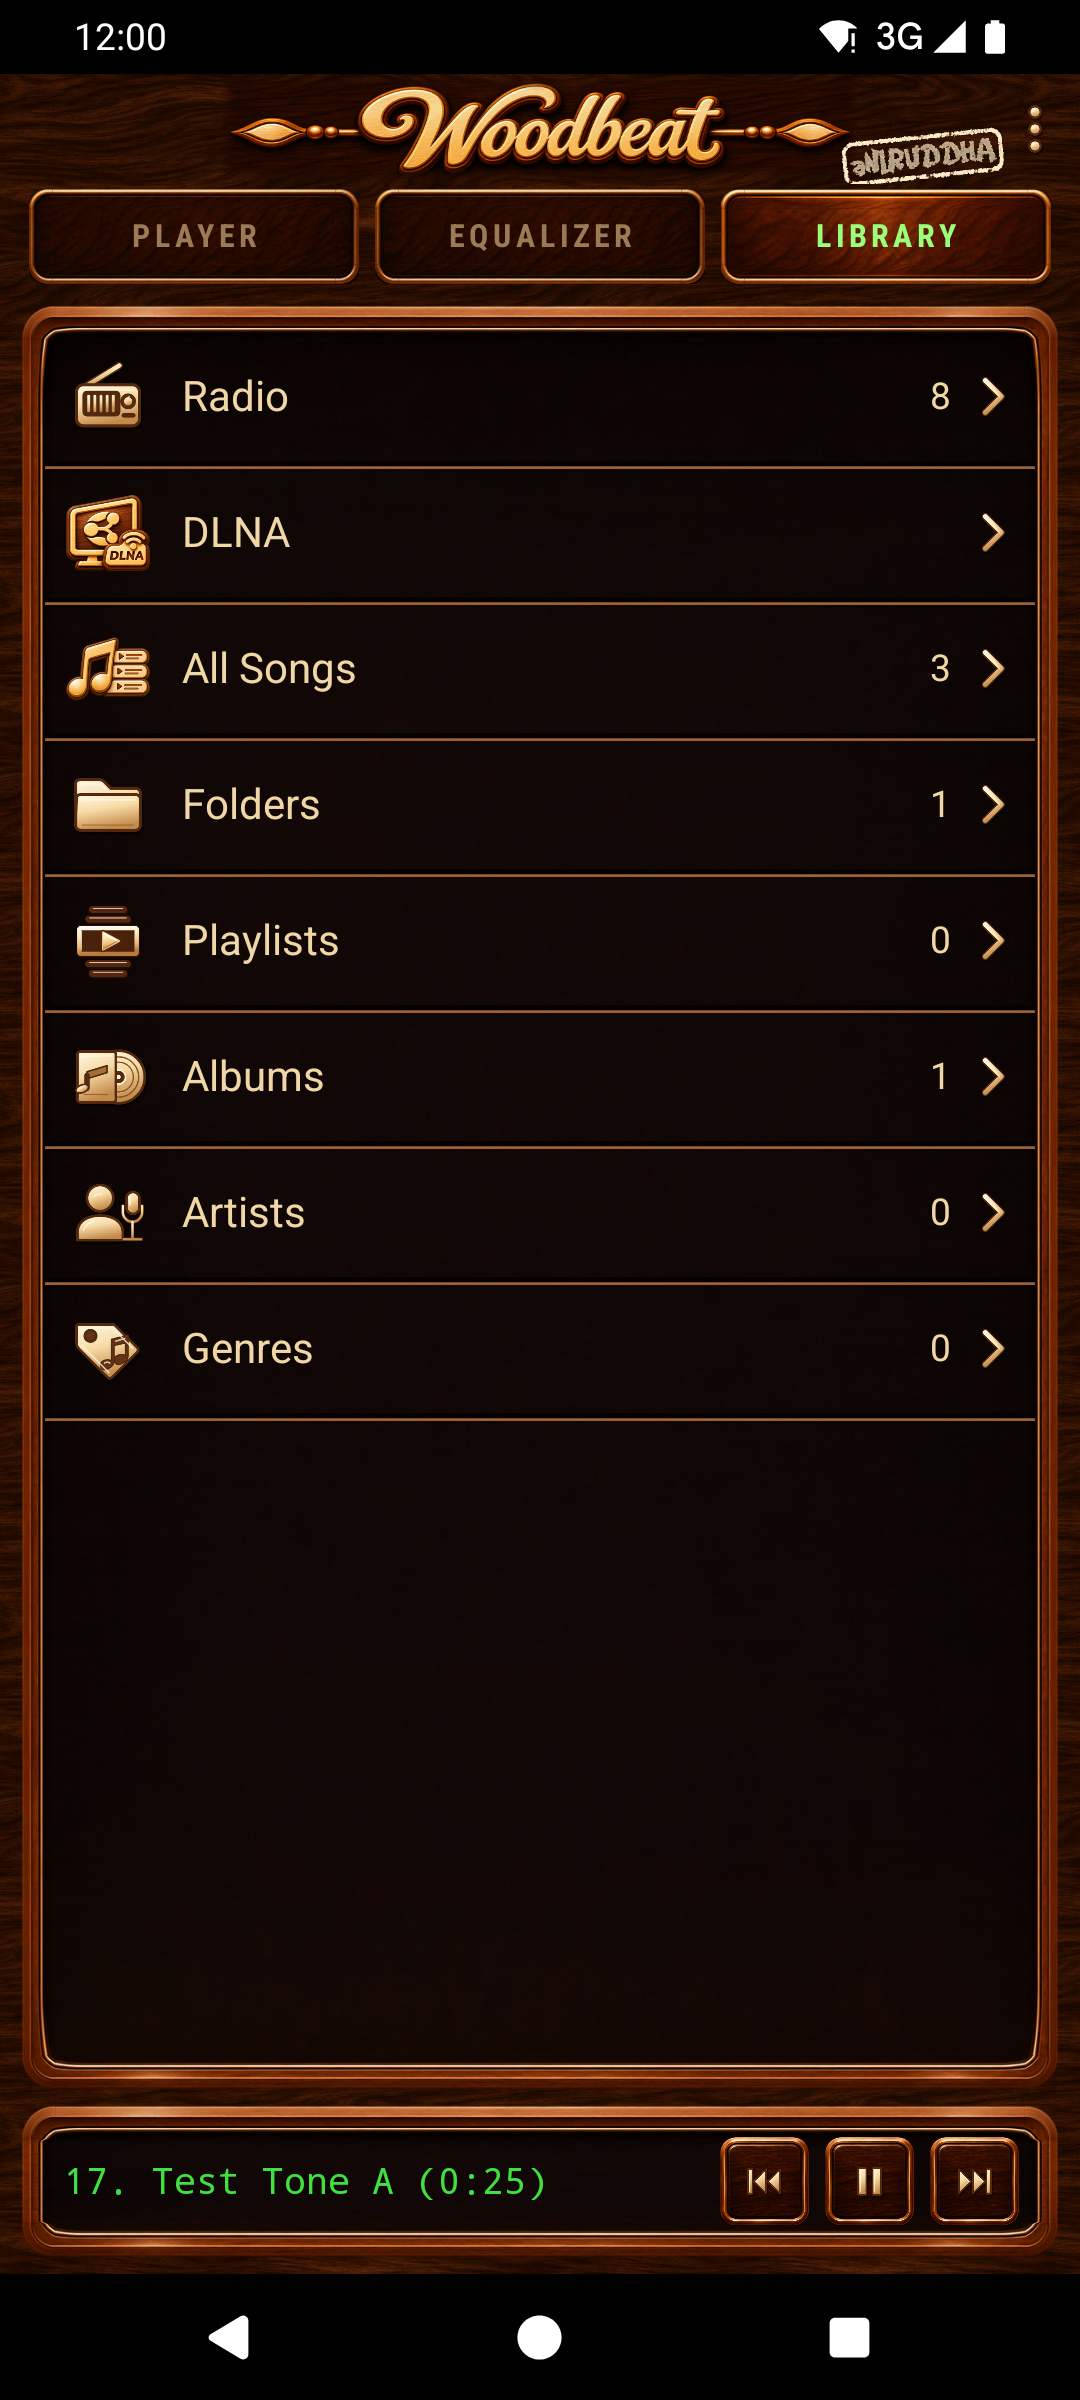 12:00 3G
Woodbeat
aNIRUDDHA
PLAYER EQUALIZER LIBRARY
Radio 8
DLNA
DLNA
All Songs 3
Folders 1
Playlists 0
Albums 1
Artists 0
Genres 0
17. Test Tone A (0:25)